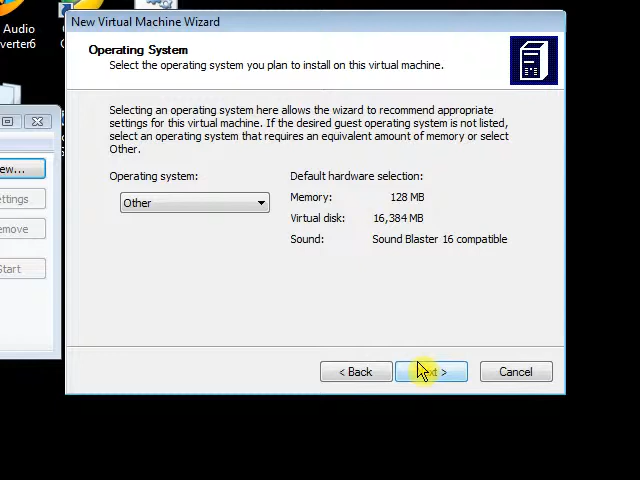 Audio
verter6
New Virtual Machine Wizard
Operating System
Select the operating system you plan to install on this virtual machine.
Selecting an operating system here allows the wizard to recommend appropriate
settings for this virtual machine. If the desired guest operating system is not listed,
select an operating system that requires an equivalent amount of memory or select
Other.
Operating system:
Other
Default hardware selection:
Memory: 128 MB
Virtual disk: 16,384 MB
Sound: Sound Blaster 16 compatible
ew...
ettings
emove
Start
< Back
xt >
Cancel